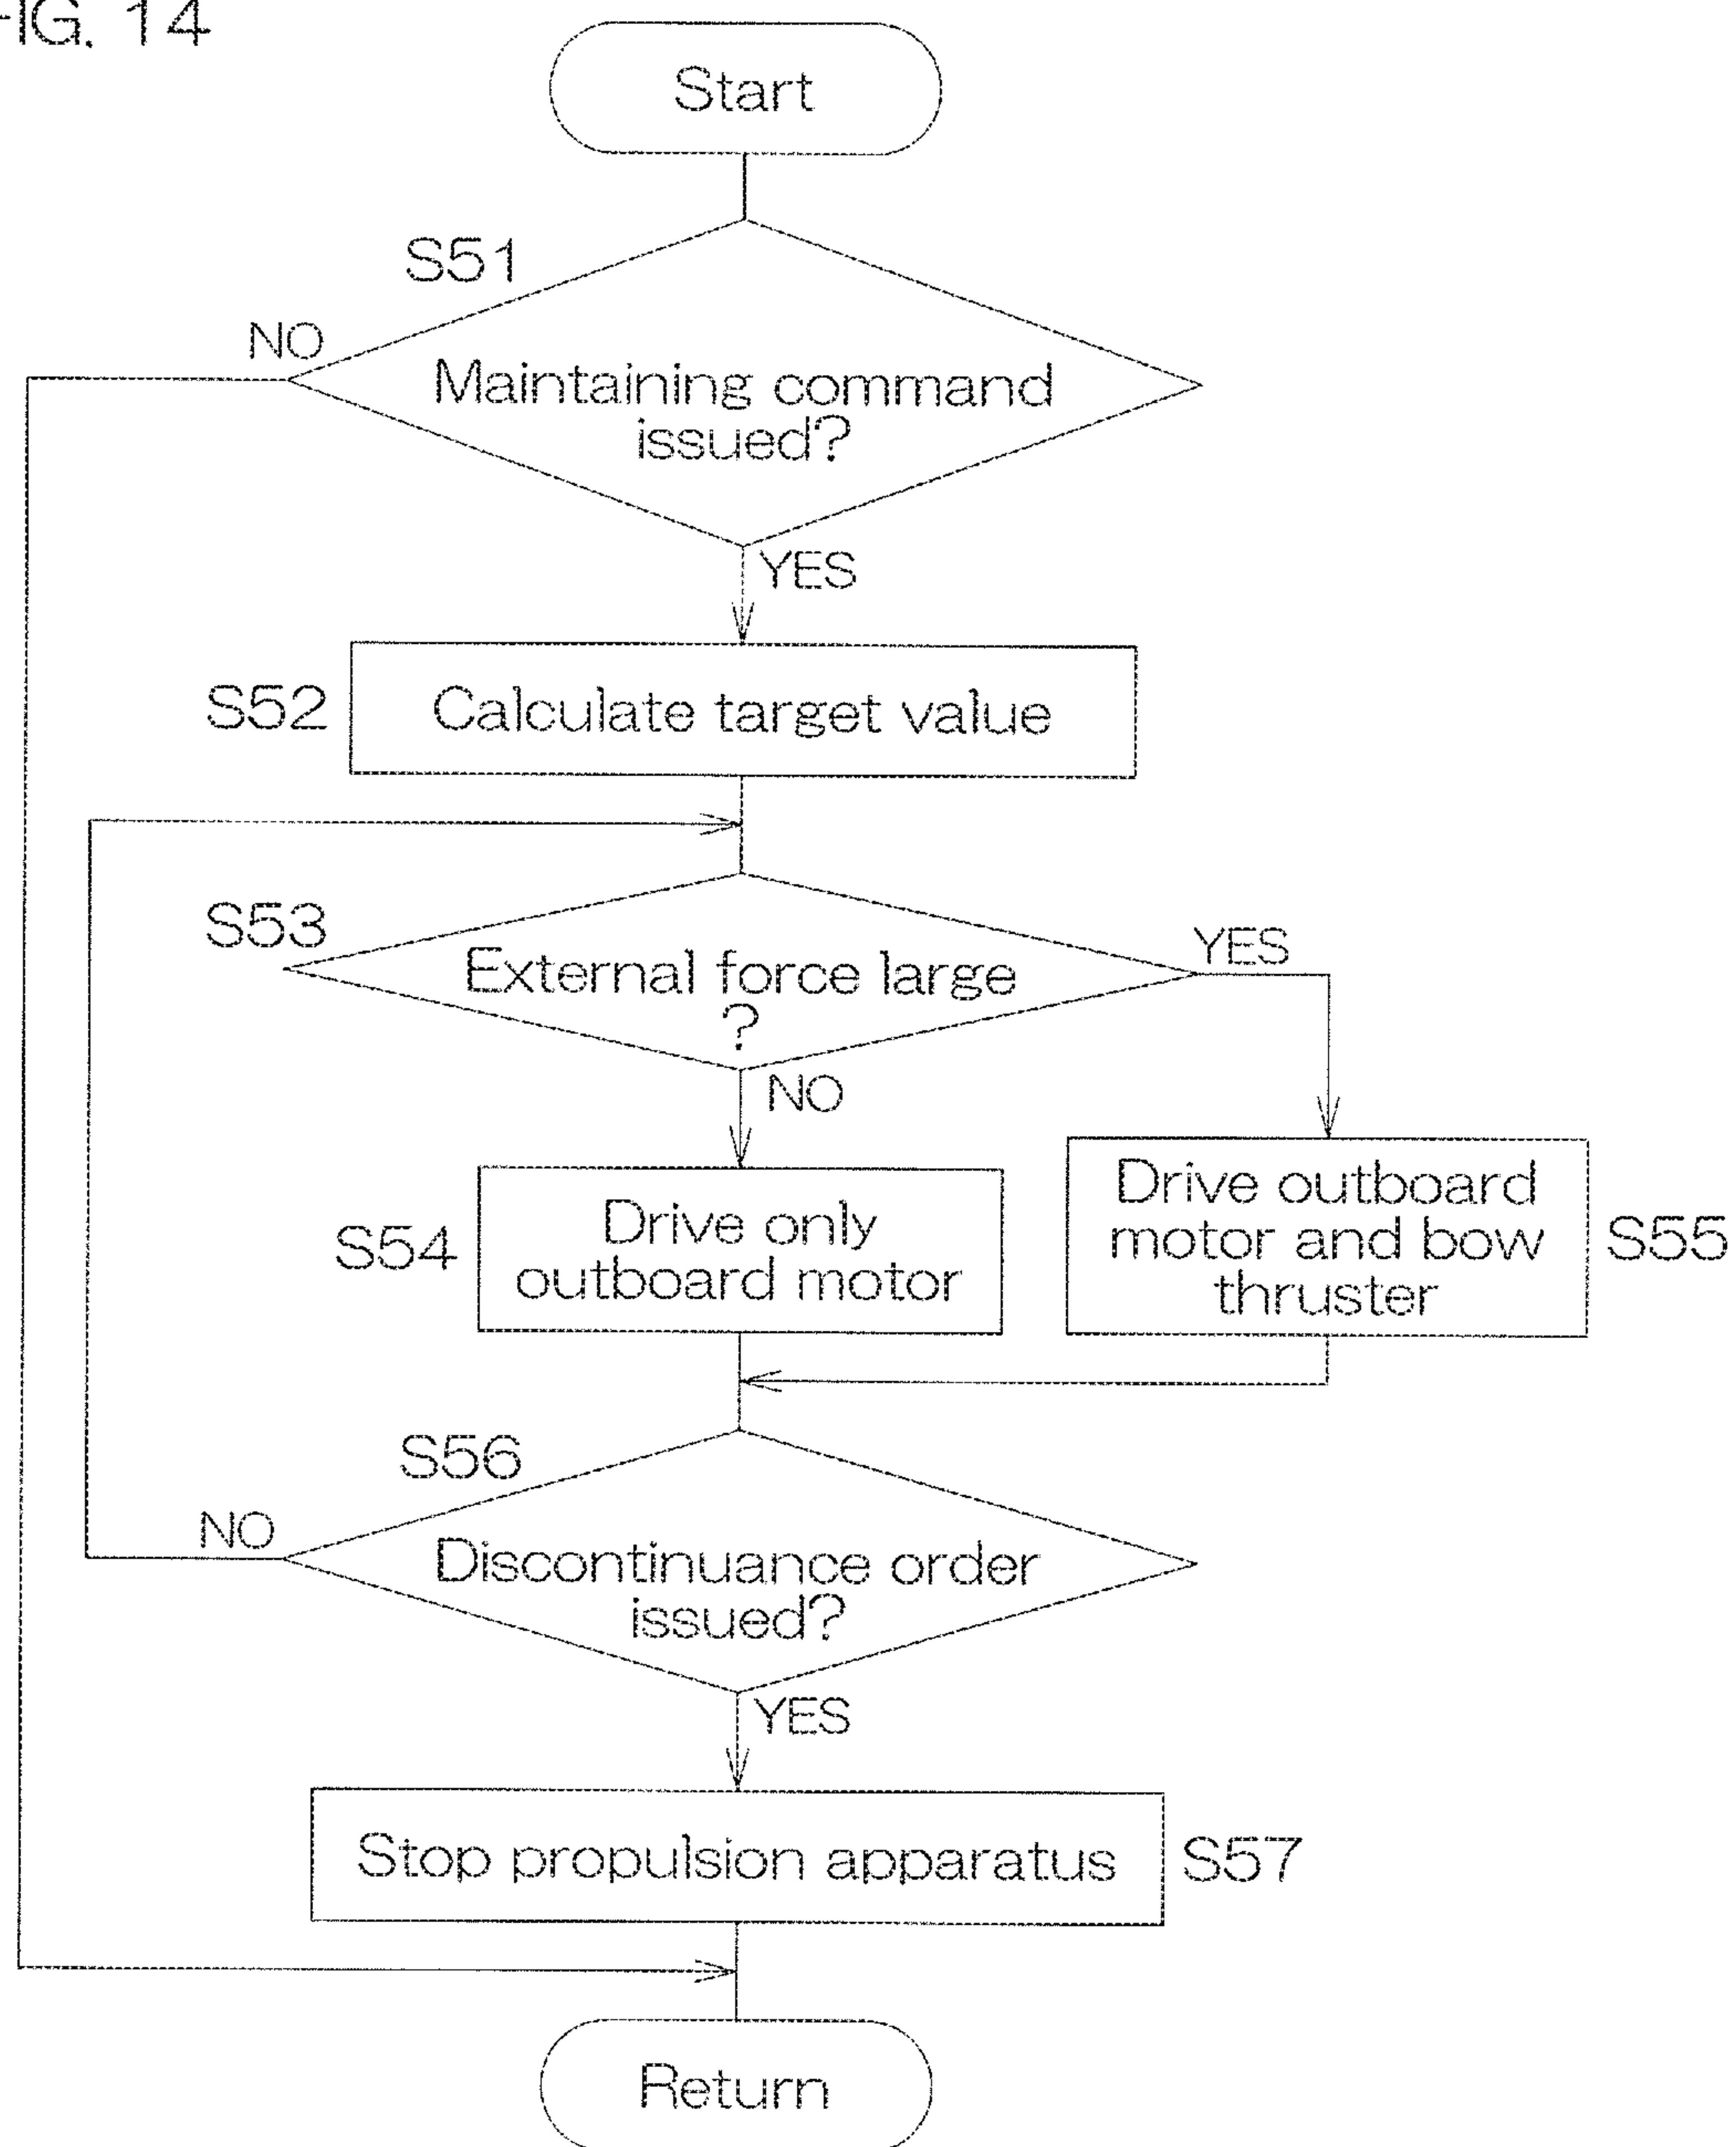 FIG. 14
Start
S51
NO
Maintaining command
issued?
YES
S52
Calculate target value
S53
External force large
?
YES
NO
S54
Drive only
outboard motor
Drive outboard
motor and bow
thruster
S55
S56
NO
Discontinuance order
issued?
YES
Stop propulsion apparatus
S57
Return